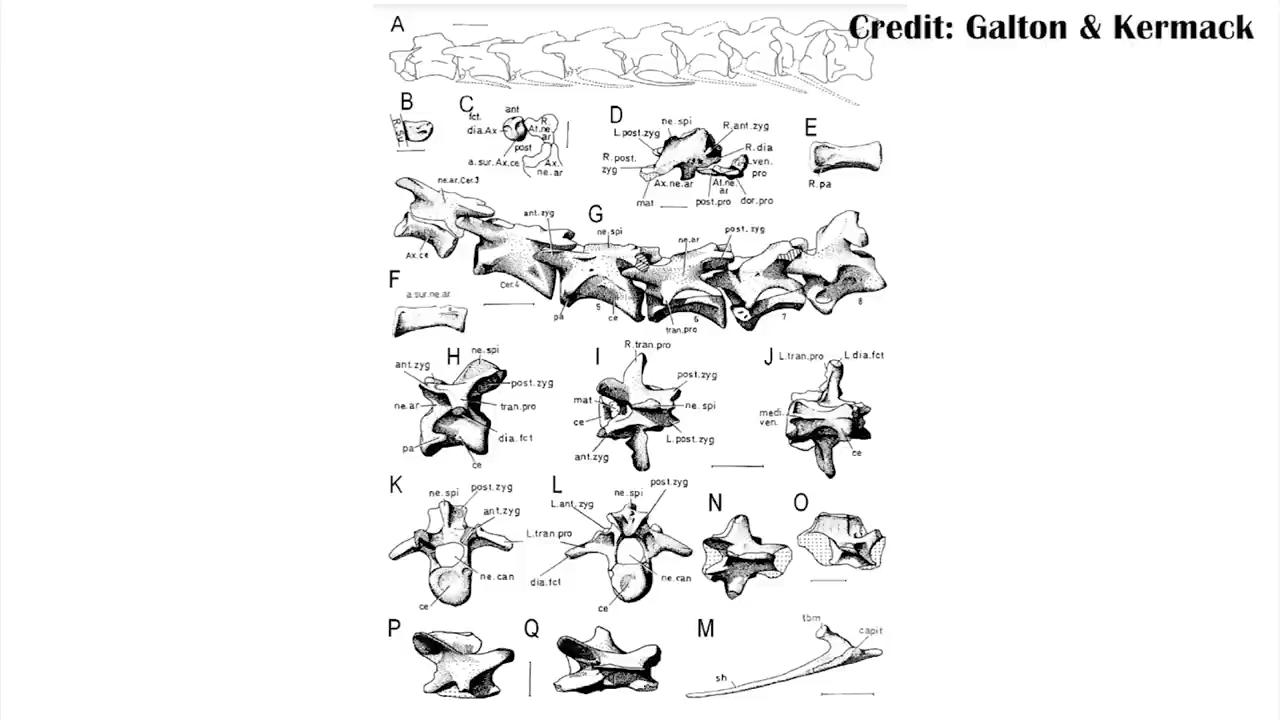 Credit: Galton & Kermack
A
B
R.su
C
fct.
dia.Ax
ant
R.
At.ne.
ar
post
a.sur.Ax.ce
Ax.
ne.ar
D
ne.spi
L.post.zyg
R.ant.zyg
R.dia
R.post.
zyg
ven.
pro
Ax.ne.ar
At.ne.
ar
mat
post.pro
dor.pro
E
R.pa
ne.ar.Cer.3
Ax.ce
G
ant.zyg
ne.spi
ne.ar
post.zyg
Cer.4
pa
5
ce
6
tran.pro
7
8
F
a.sur.ne.ar
H
ne.spi
ant.zyg
post.zyg
ne.ar
tran.pro
dia.fct
pa
ce
I
R.tran.pro
post.zyg
mat
ne.spi
ce
L.post.zyg
ant.zyg
J
L.tran.pro
L.dia.fct
medi.
ven.
ce
K
ne.spi
post.zyg
ant.zyg
L.tran.pro
ne.can
ce
L
ne.spi
post.zyg
L.ant.zyg
dia.fct
ne.can
ce
N
O
P
Q
M
tbm
capit
sh